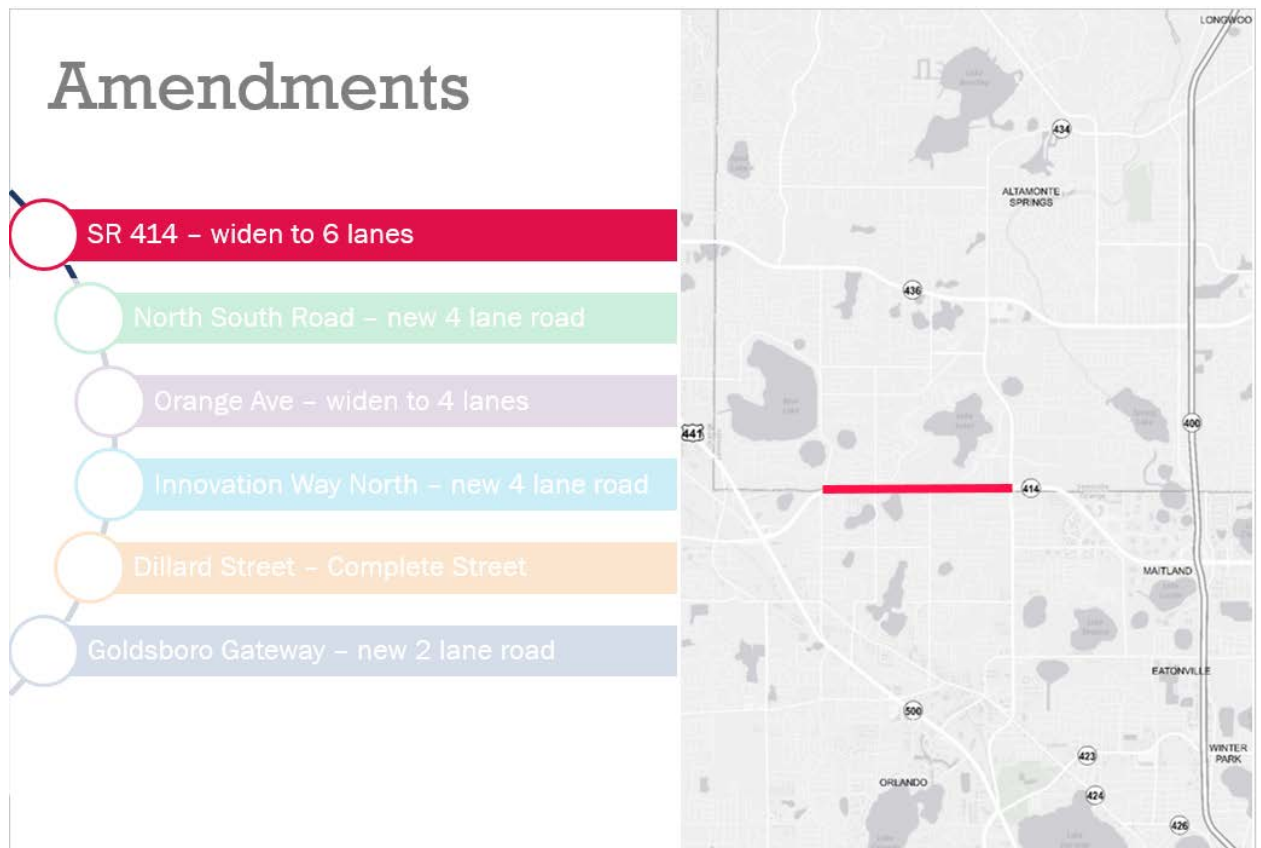 Amendments
SR 414 – widen to 6 lanes
North South Road – new 4 lane road
Orange Ave – widen to 4 lanes
Innovation Way North – new 4 lane road
Dillard Street – Complete Street
Goldsboro Gateway – new 2 lane road
LONGWOO
434
ALTAMONTE
SPRINGS
436
400
441
414
MAITLAND
EATONVILLE
500
WINTER
PARK
423
ORLANDO
424
426